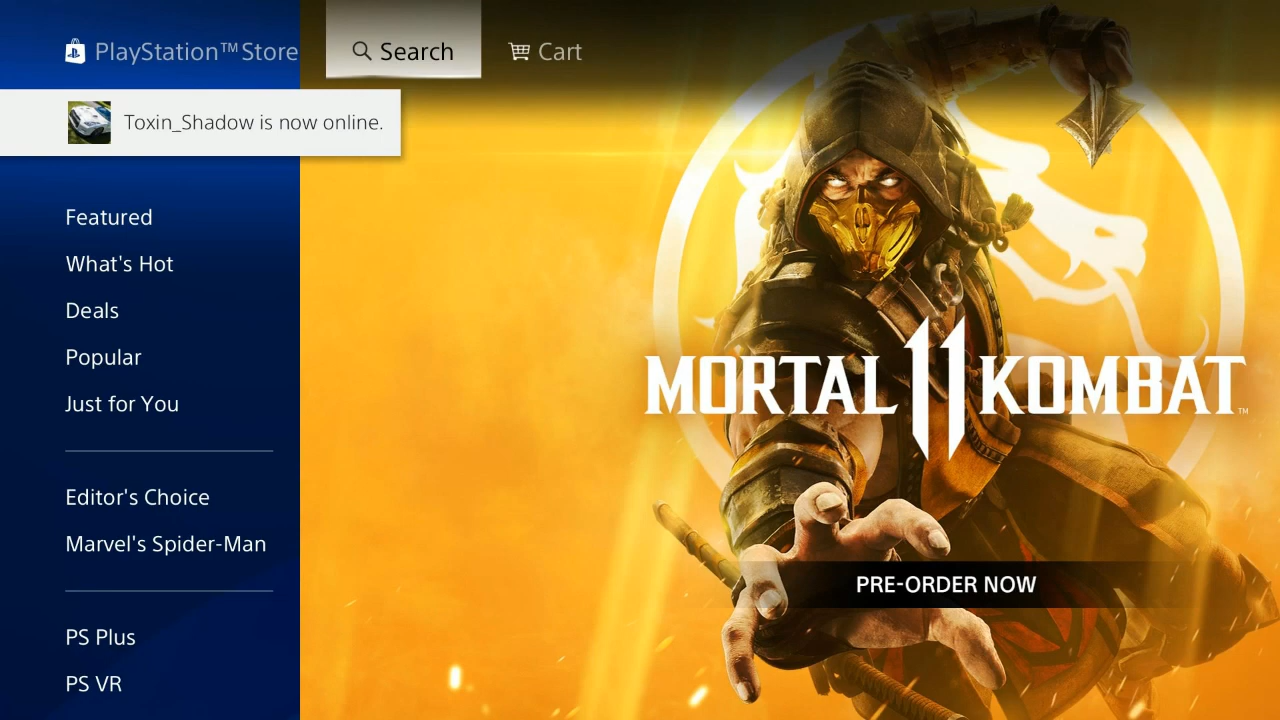 PlayStation™Store
Search
Cart
Toxin_Shadow is now online.
Featured
What's Hot
Deals
Popular
Just for You
Editor's Choice
Marvel's Spider-Man
PS Plus
PS VR
MORTAL 11 KOMBAT™
PRE-ORDER NOW